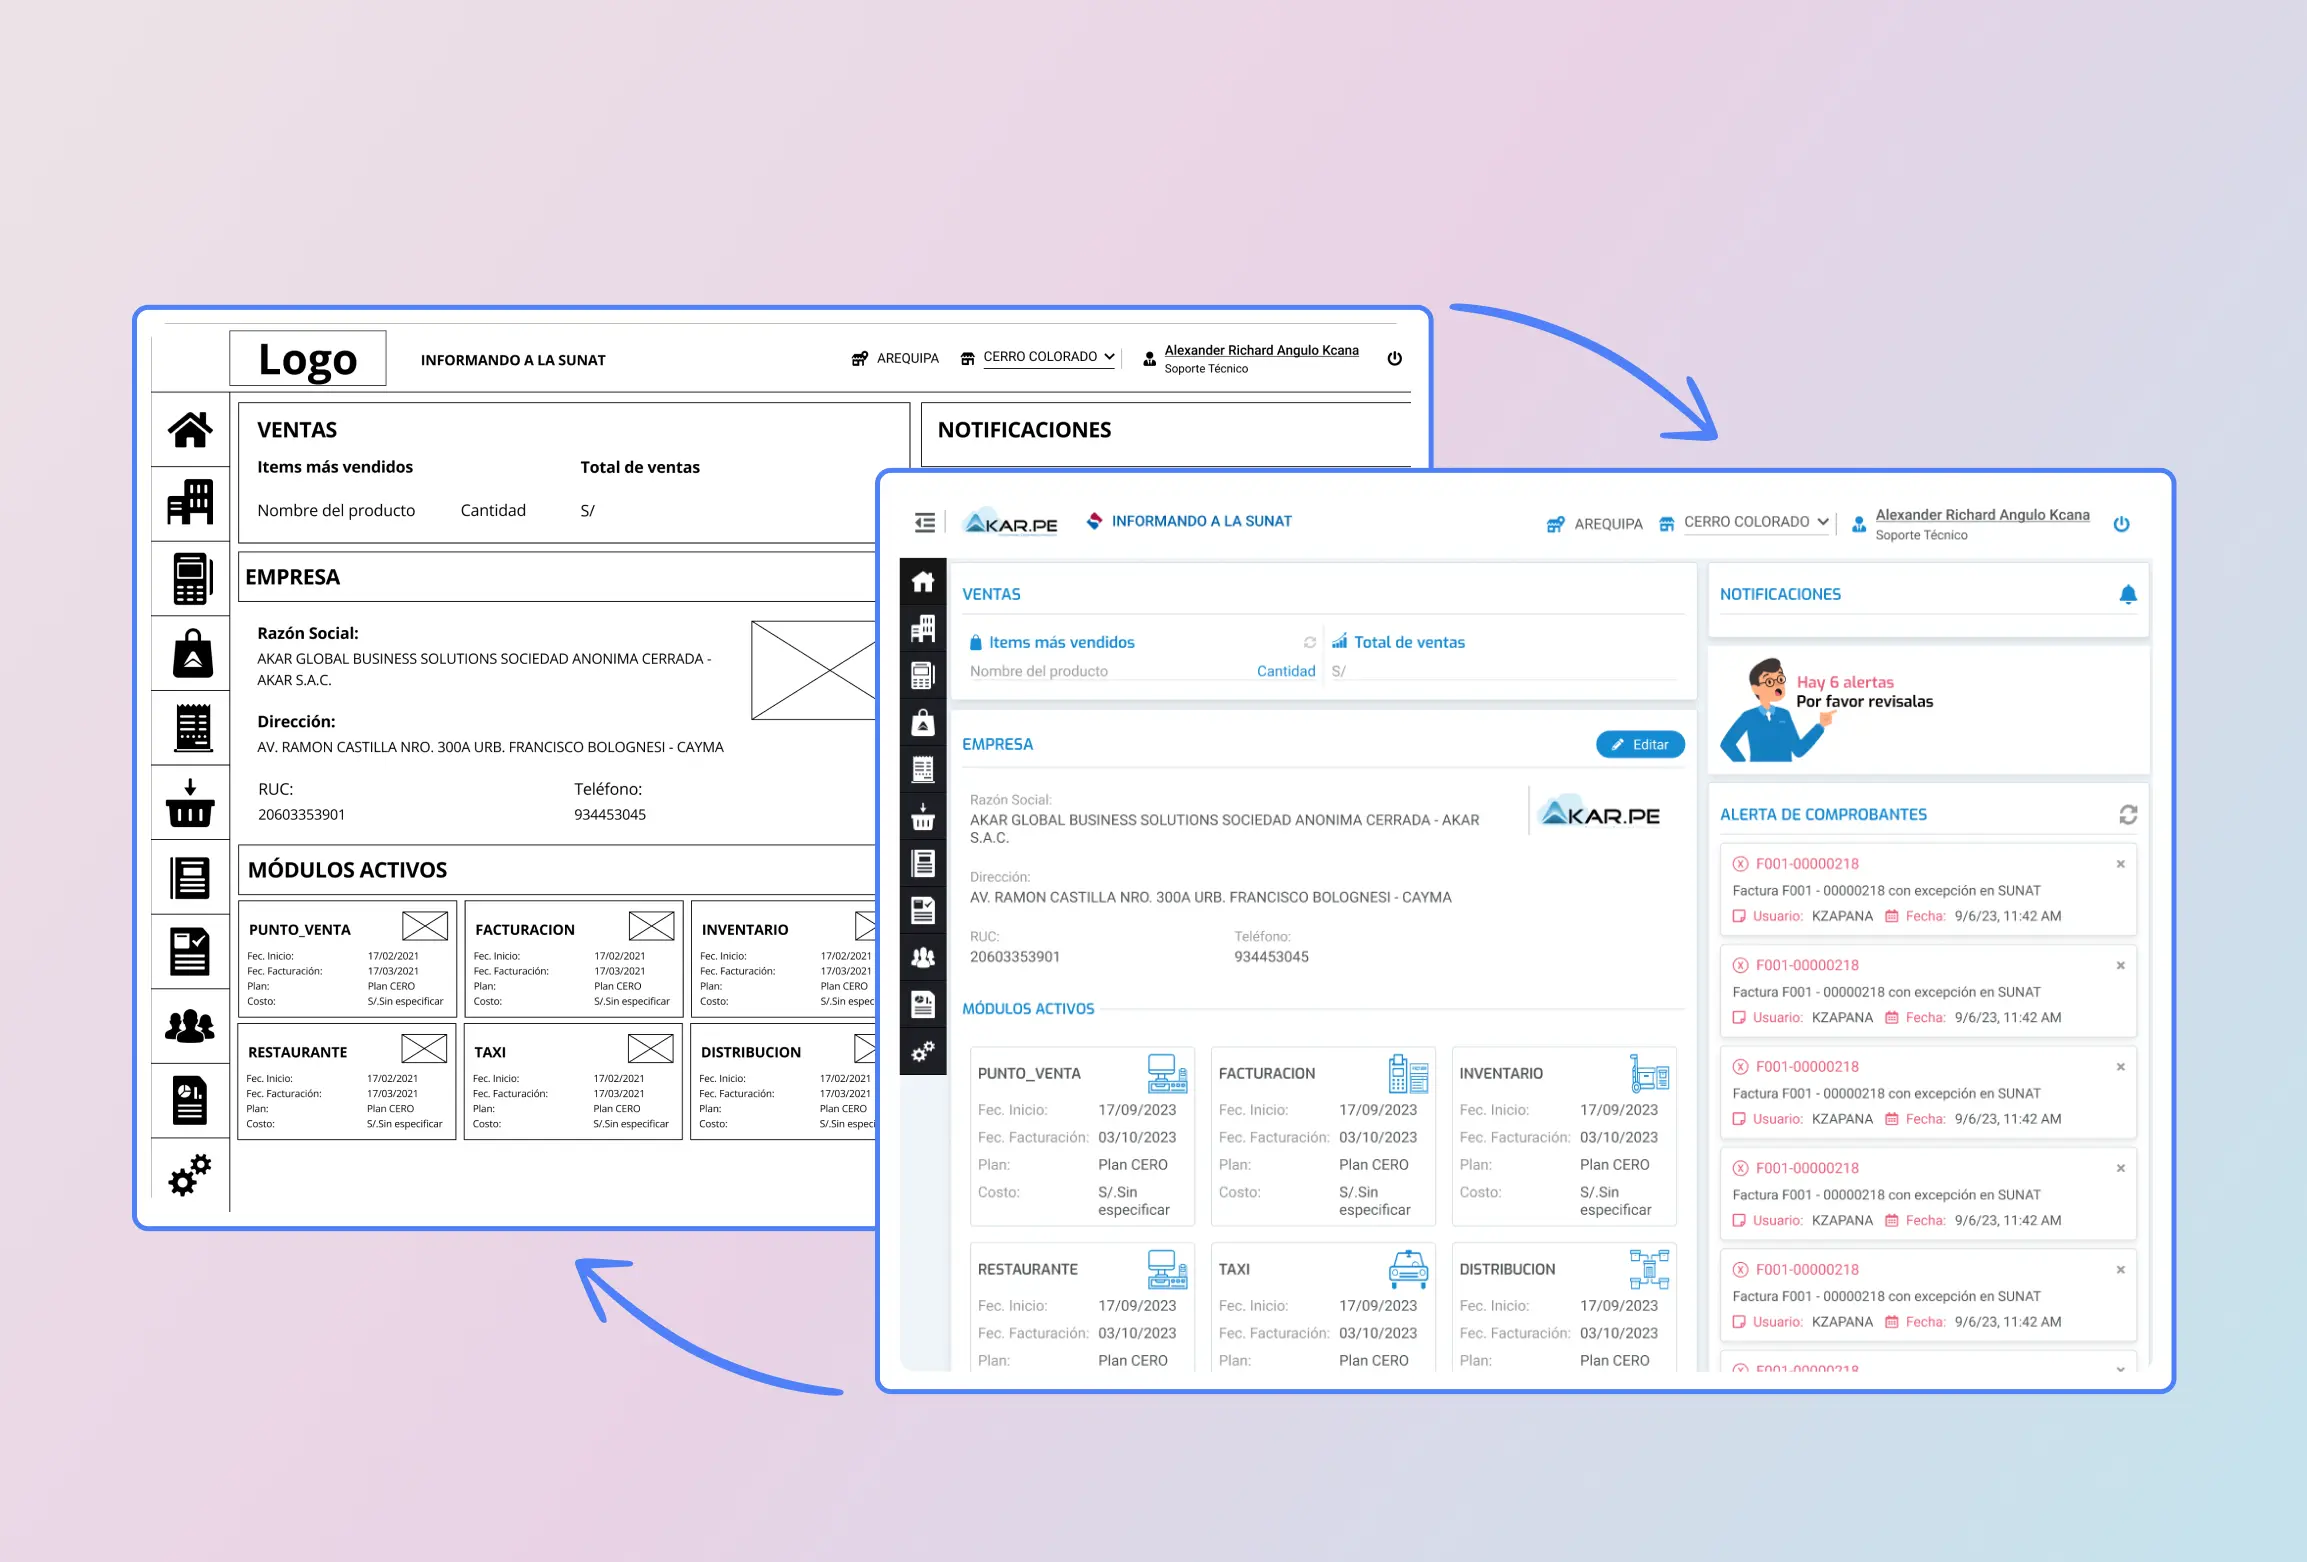 Logo
INFORMANDO A LA SUNAT
AREQUIPA
CERRO COLORADO
Alexander Richard Angulo Kcana
Soporte Técnico
VENTAS
Items más vendidos
Total de ventas
Nombre del producto
Cantidad
S/
NOTIFICACIONES
EMPRESA
Razón Social:
AKAR GLOBAL BUSINESS SOLUTIONS SOCIEDAD ANONIMA CERRADA -
AKAR S.A.C.
Dirección:
AV. RAMON CASTILLA NRO. 300A URB. FRANCISCO BOLOGNESI - CAYMA
RUC:
Teléfono:
20603353901
934453045
MÓDULOS ACTIVOS
PUNTO_VENTA
Fec. Inicio: 17/02/2021
Fec. Facturación: 17/03/2021
Plan: Plan CERO
Costo: S/.Sin especificar
FACTURACION
Fec. Inicio: 17/02/2021
Fec. Facturación: 17/03/2021
Plan: Plan CERO
Costo: S/.Sin especificar
INVENTARIO
Fec. Inicio: 17/02/2021
Fec. Facturación: 17/03/2021
Plan: Plan CERO
Costo: S/.Sin espec
RESTAURANTE
Fec. Inicio: 17/02/2021
Fec. Facturación: 17/03/2021
Plan: Plan CERO
Costo: S/.Sin especificar
TAXI
Fec. Inicio: 17/02/2021
Fec. Facturación: 17/03/2021
Plan: Plan CERO
Costo: S/.Sin especificar
DISTRIBUCION
Fec. Inicio: 17/02/2021
Fec. Facturación: 17/03/2021
Plan: Plan CERO
Costo: S/.Sin especi
AKAR.PE
INFORMANDO A LA SUNAT
AREQUIPA
CERRO COLORADO
Alexander Richard Angulo Kcana
Soporte Técnico
VENTAS
Items más vendidos
Total de ventas
Nombre del producto
Cantidad
S/
EMPRESA
Editar
Razón Social:
AKAR GLOBAL BUSINESS SOLUTIONS SOCIEDAD ANONIMA CERRADA - AKAR
S.A.C.
AKAR.PE
Dirección:
AV. RAMON CASTILLA NRO. 300A URB. FRANCISCO BOLOGNESI - CAYMA
RUC:
Teléfono:
20603353901
934453045
MÓDULOS ACTIVOS
PUNTO_VENTA
Fec. Inicio: 17/09/2023
Fec. Facturación: 03/10/2023
Plan: Plan CERO
Costo: S/.Sin
especificar
FACTURACION
Fec. Inicio: 17/09/2023
Fec. Facturación: 03/10/2023
Plan: Plan CERO
Costo: S/.Sin
especificar
INVENTARIO
Fec. Inicio: 17/09/2023
Fec. Facturación: 03/10/2023
Plan: Plan CERO
Costo: S/.Sin
especificar
RESTAURANTE
Fec. Inicio: 17/09/2023
Fec. Facturación: 03/10/2023
Plan: Plan CERO
TAXI
Fec. Inicio: 17/09/2023
Fec. Facturación: 03/10/2023
Plan: Plan CERO
DISTRIBUCION
Fec. Inicio: 17/09/2023
Fec. Facturación: 03/10/2023
Plan: Plan CERO
NOTIFICACIONES
Hay 6 alertas
Por favor revisalas
ALERTA DE COMPROBANTES
F001-00000218
Factura F001 - 00000218 con excepción en SUNAT
Usuario: KZAPANA Fecha: 9/6/23, 11:42 AM
F001-00000218
Factura F001 - 00000218 con excepción en SUNAT
Usuario: KZAPANA Fecha: 9/6/23, 11:42 AM
F001-00000218
Factura F001 - 00000218 con excepción en SUNAT
Usuario: KZAPANA Fecha: 9/6/23, 11:42 AM
F001-00000218
Factura F001 - 00000218 con excepción en SUNAT
Usuario: KZAPANA Fecha: 9/6/23, 11:42 AM
F001-00000218
Factura F001 - 00000218 con excepción en SUNAT
Usuario: KZAPANA Fecha: 9/6/23, 11:42 AM
F001-00000218